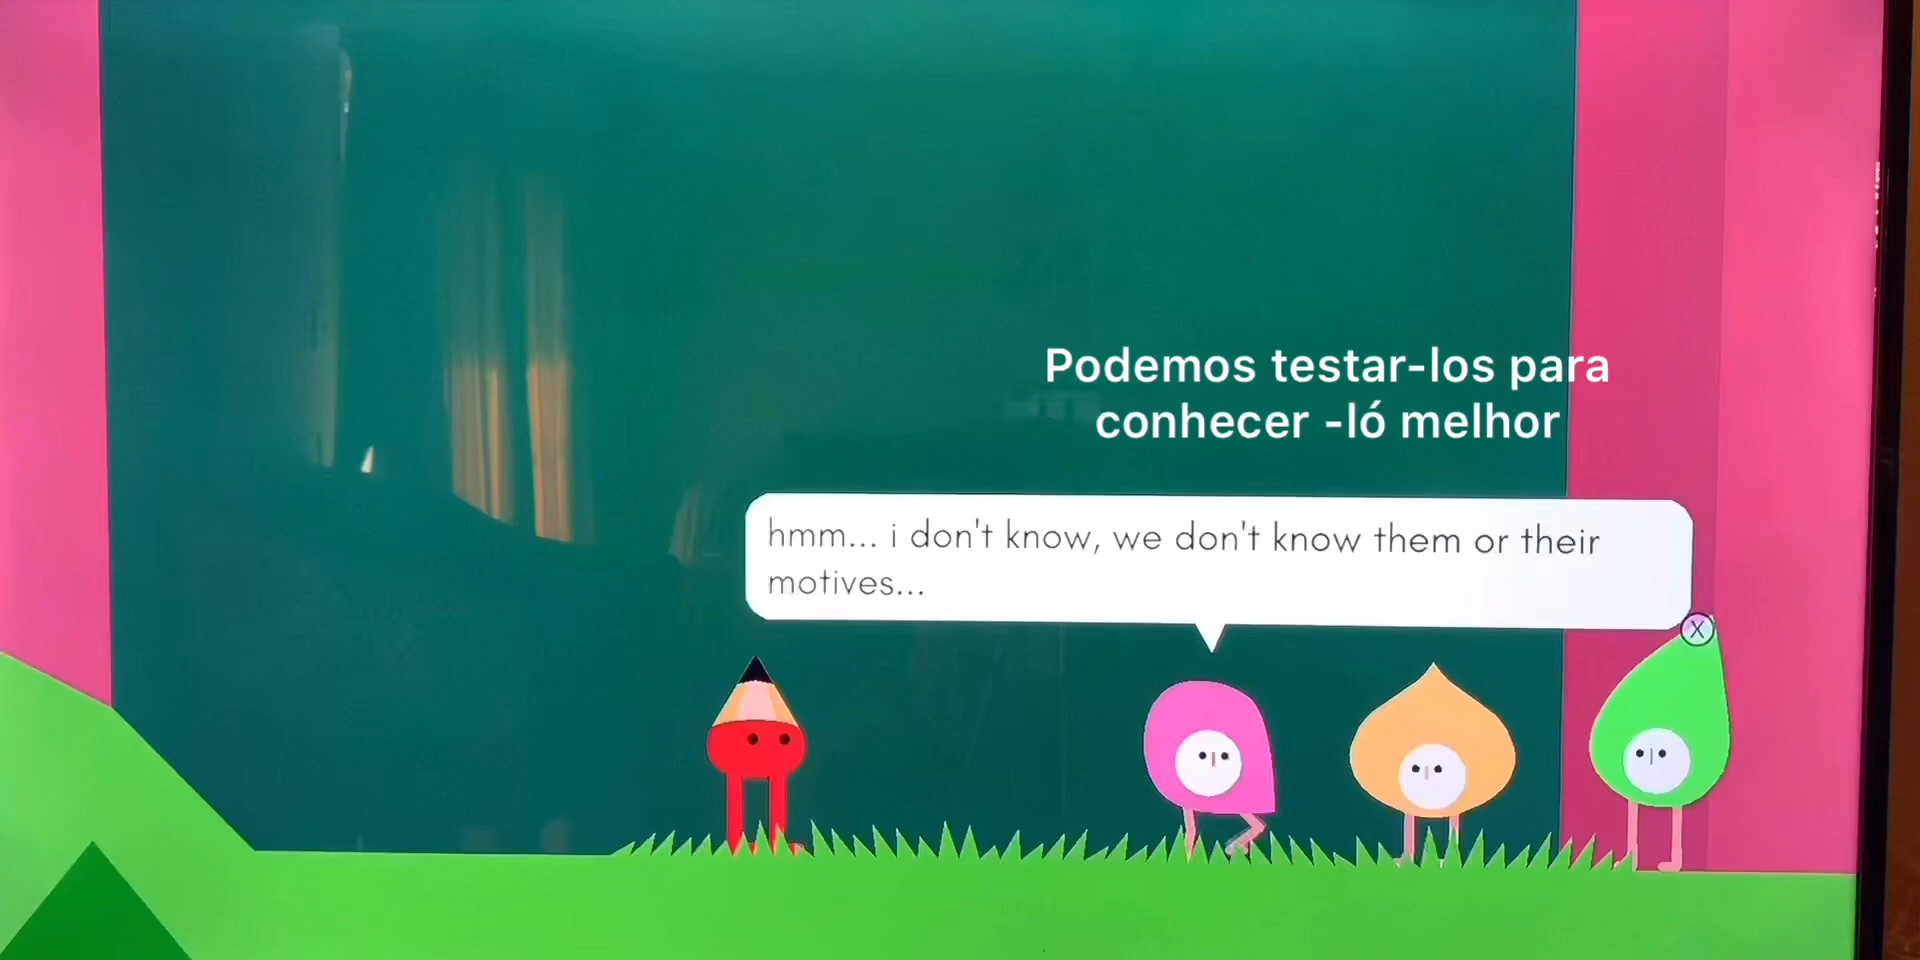 Podemos testar-los para
conhecer -ló melhor
hmm... i don't know, we don't know them or their
motives...
X